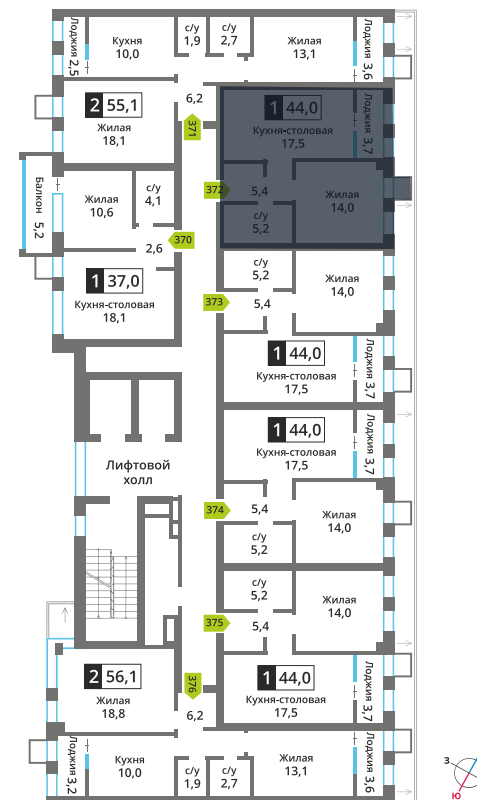 Лоджия 2,5
Кухня
10,0
с/у
1,9
с/у
2,7
Жилая
13,1
Лоджия 3,6
2 55,1
Жилая
18,1
6,2
371
1 44,0
Кухня-столовая
17,5
Лоджия 3,7
372
5,4
с/у
5,2
Жилая
14,0
Балкон 5,2
Жилая
10,6
с/у
4,1
2,6
370
1 37,0
Кухня-столовая
18,1
с/у
5,2
Жилая
14,0
373
5,4
1 44,0
Кухня-столовая
17,5
Лоджия 3,7
1 44,0
Кухня-столовая
17,5
Лоджия 3,7
Лифтовой
холл
374
5,4
Жилая
14,0
с/у
5,2
с/у
5,2
Жилая
14,0
375
5,4
1 44,0
Кухня-столовая
17,5
Лоджия 3,7
2 56,1
Жилая
18,8
376
6,2
Лоджия 3,2
Кухня
10,0
с/у
1,9
с/у
2,7
Жилая
13,1
Лоджия 3,6
З
Ю